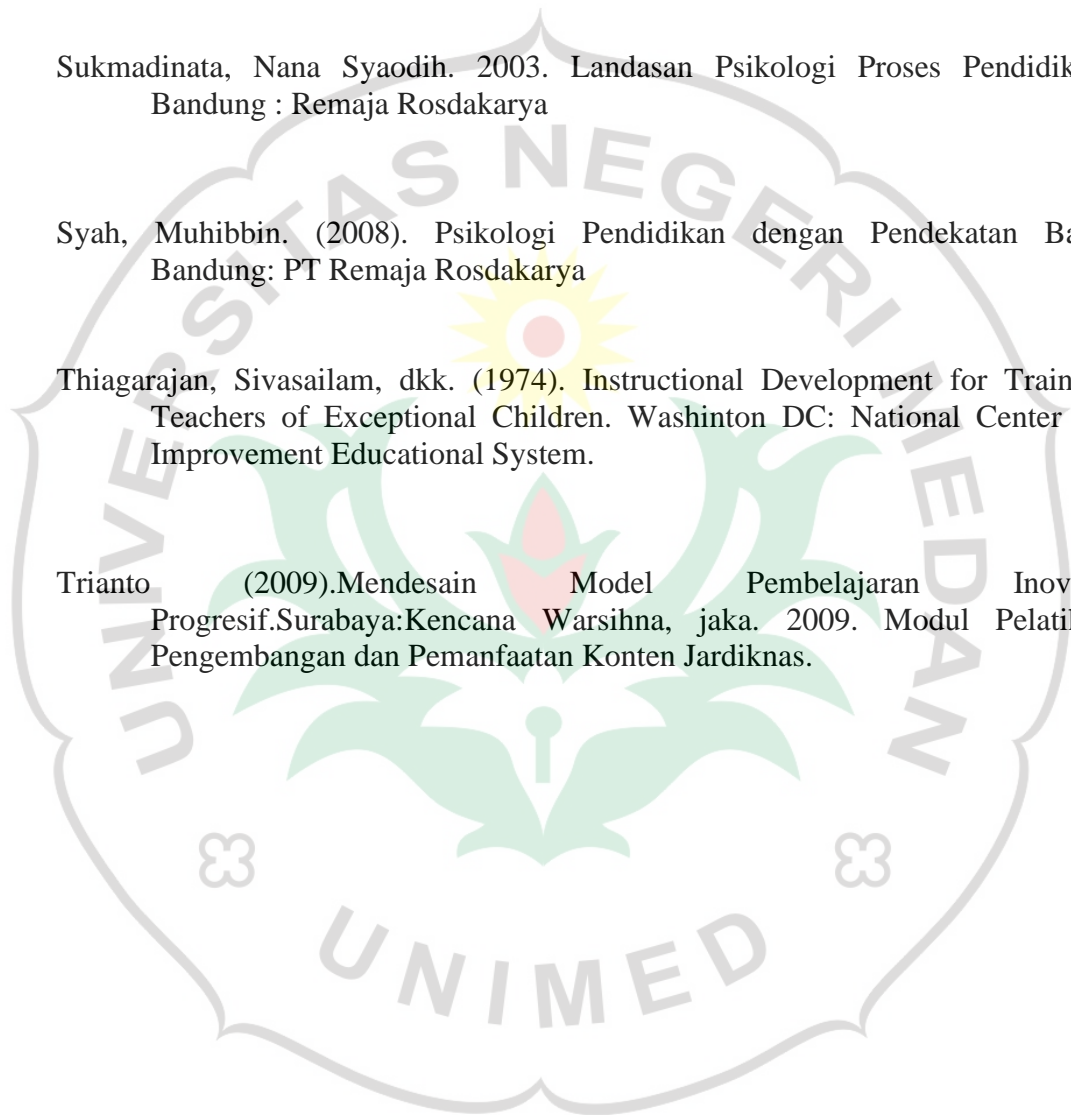 Sukmadinata, Nana Syaodih. 2003. Landasan Psikologi Proses Pendidik
Bandung : Remaja Rosdakarya
Syah, Muhibbin. (2008). Psikologi Pendidikan dengan Pendekatan Ba
Bandung: PT Remaja Rosdakarya
Thiagarajan, Sivasailam, dkk. (1974). Instructional Development for Train
Teachers of Exceptional Children. Washinton DC: National Center
Improvement Educational System.
Trianto (2009).Mendesain Model Pembelajaran Inov
Progresif.Surabaya:Kencana Warsihna, jaka. 2009. Modul Pelatih
Pengembangan dan Pemanfaatan Konten Jardiknas.
UNIVERSITAS NEGERI MEDAN
UNIMED